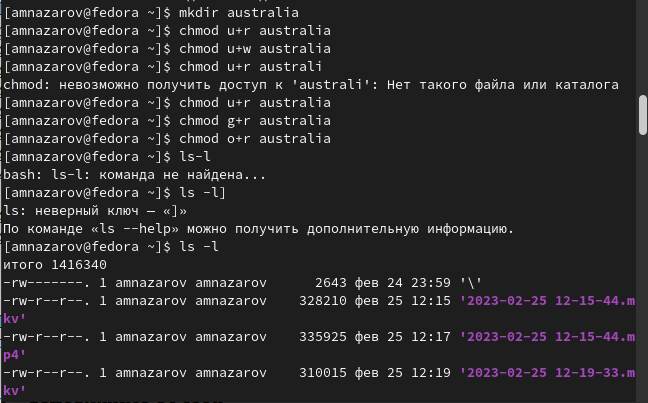 [amnazarov@fedora ~]$ mkdir australia
[amnazarov@fedora ~]$ chmod u+r australia
[amnazarov@fedora ~]$ chmod u+w australia
[amnazarov@fedora ~]$ chmod u+r australi
chmod: невозможно получить доступ к 'australi': Нет такого файла или каталога
[amnazarov@fedora ~]$ chmod u+r australia
[amnazarov@fedora ~]$ chmod g+r australia
[amnazarov@fedora ~]$ chmod o+r australia
[amnazarov@fedora ~]$ ls-l
bash: ls-l: команда не найдена...
[amnazarov@fedora ~]$ ls -l]
ls: неверный ключ — «]»
По команде «ls --help» можно получить дополнительную информацию.
[amnazarov@fedora ~]$ ls -l
итого 1416340
-rw-------. 1 amnazarov amnazarov     2643 фев 24 23:59 '\'
-rw-r--r--. 1 amnazarov amnazarov   328210 фев 25 12:15 '2023-02-25 12-15-44.m
kv'
-rw-r--r--. 1 amnazarov amnazarov   335925 фев 25 12:17 '2023-02-25 12-15-44.m
p4'
-rw-r--r--. 1 amnazarov amnazarov   310015 фев 25 12:19 '2023-02-25 12-19-33.m
kv'